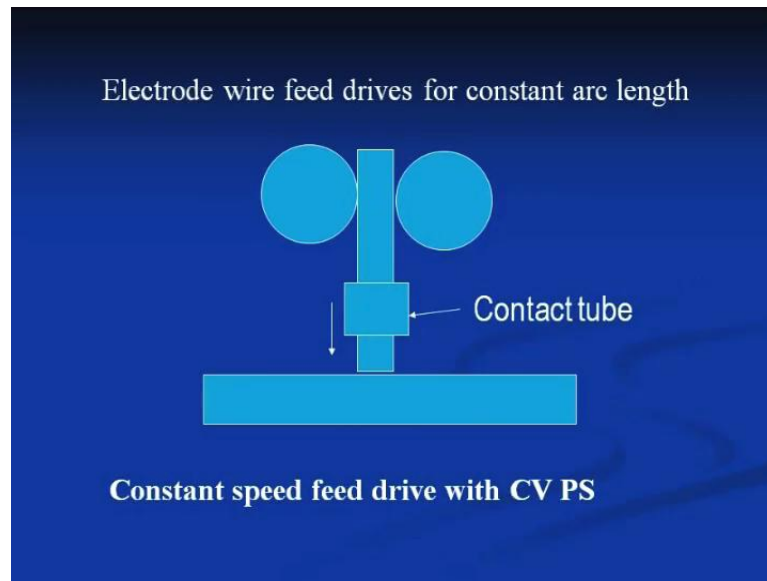 Electrode wire feed drives for constant arc length
Contact tube
Constant speed feed drive with CV PS